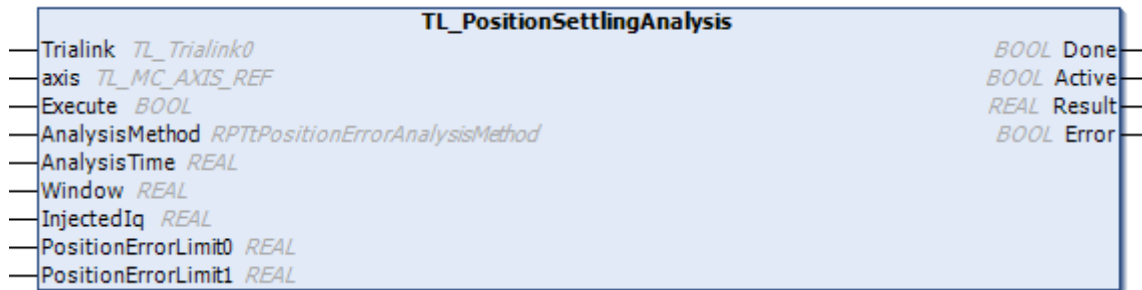 TL_PositionSettlingAnalysis
Trialink TL_Trialink0 BOOL Done
axis TL_MC_AXIS_REF BOOL Active
Execute BOOL REAL Result
AnalysisMethod RPTtPositionErrorAnalysisMethod BOOL Error
AnalysisTime REAL
Window REAL
InjectedIq REAL
PositionErrorLimit0 REAL
PositionErrorLimit1 REAL